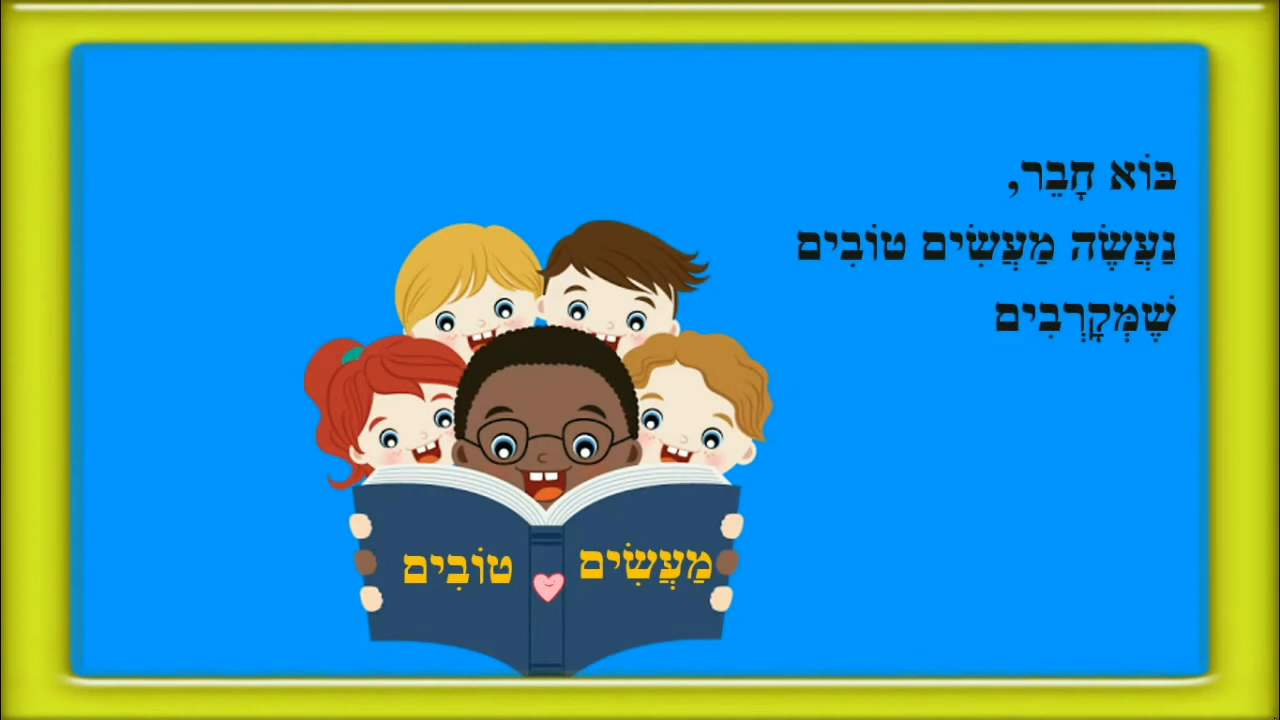 בּוֹא חָבֵר,
נַעֲשֶׂה מַעֲשִׂים טוֹבִים
שֶׁמְּקָרְבִים
מַעֲשִׂים טוֹבִים